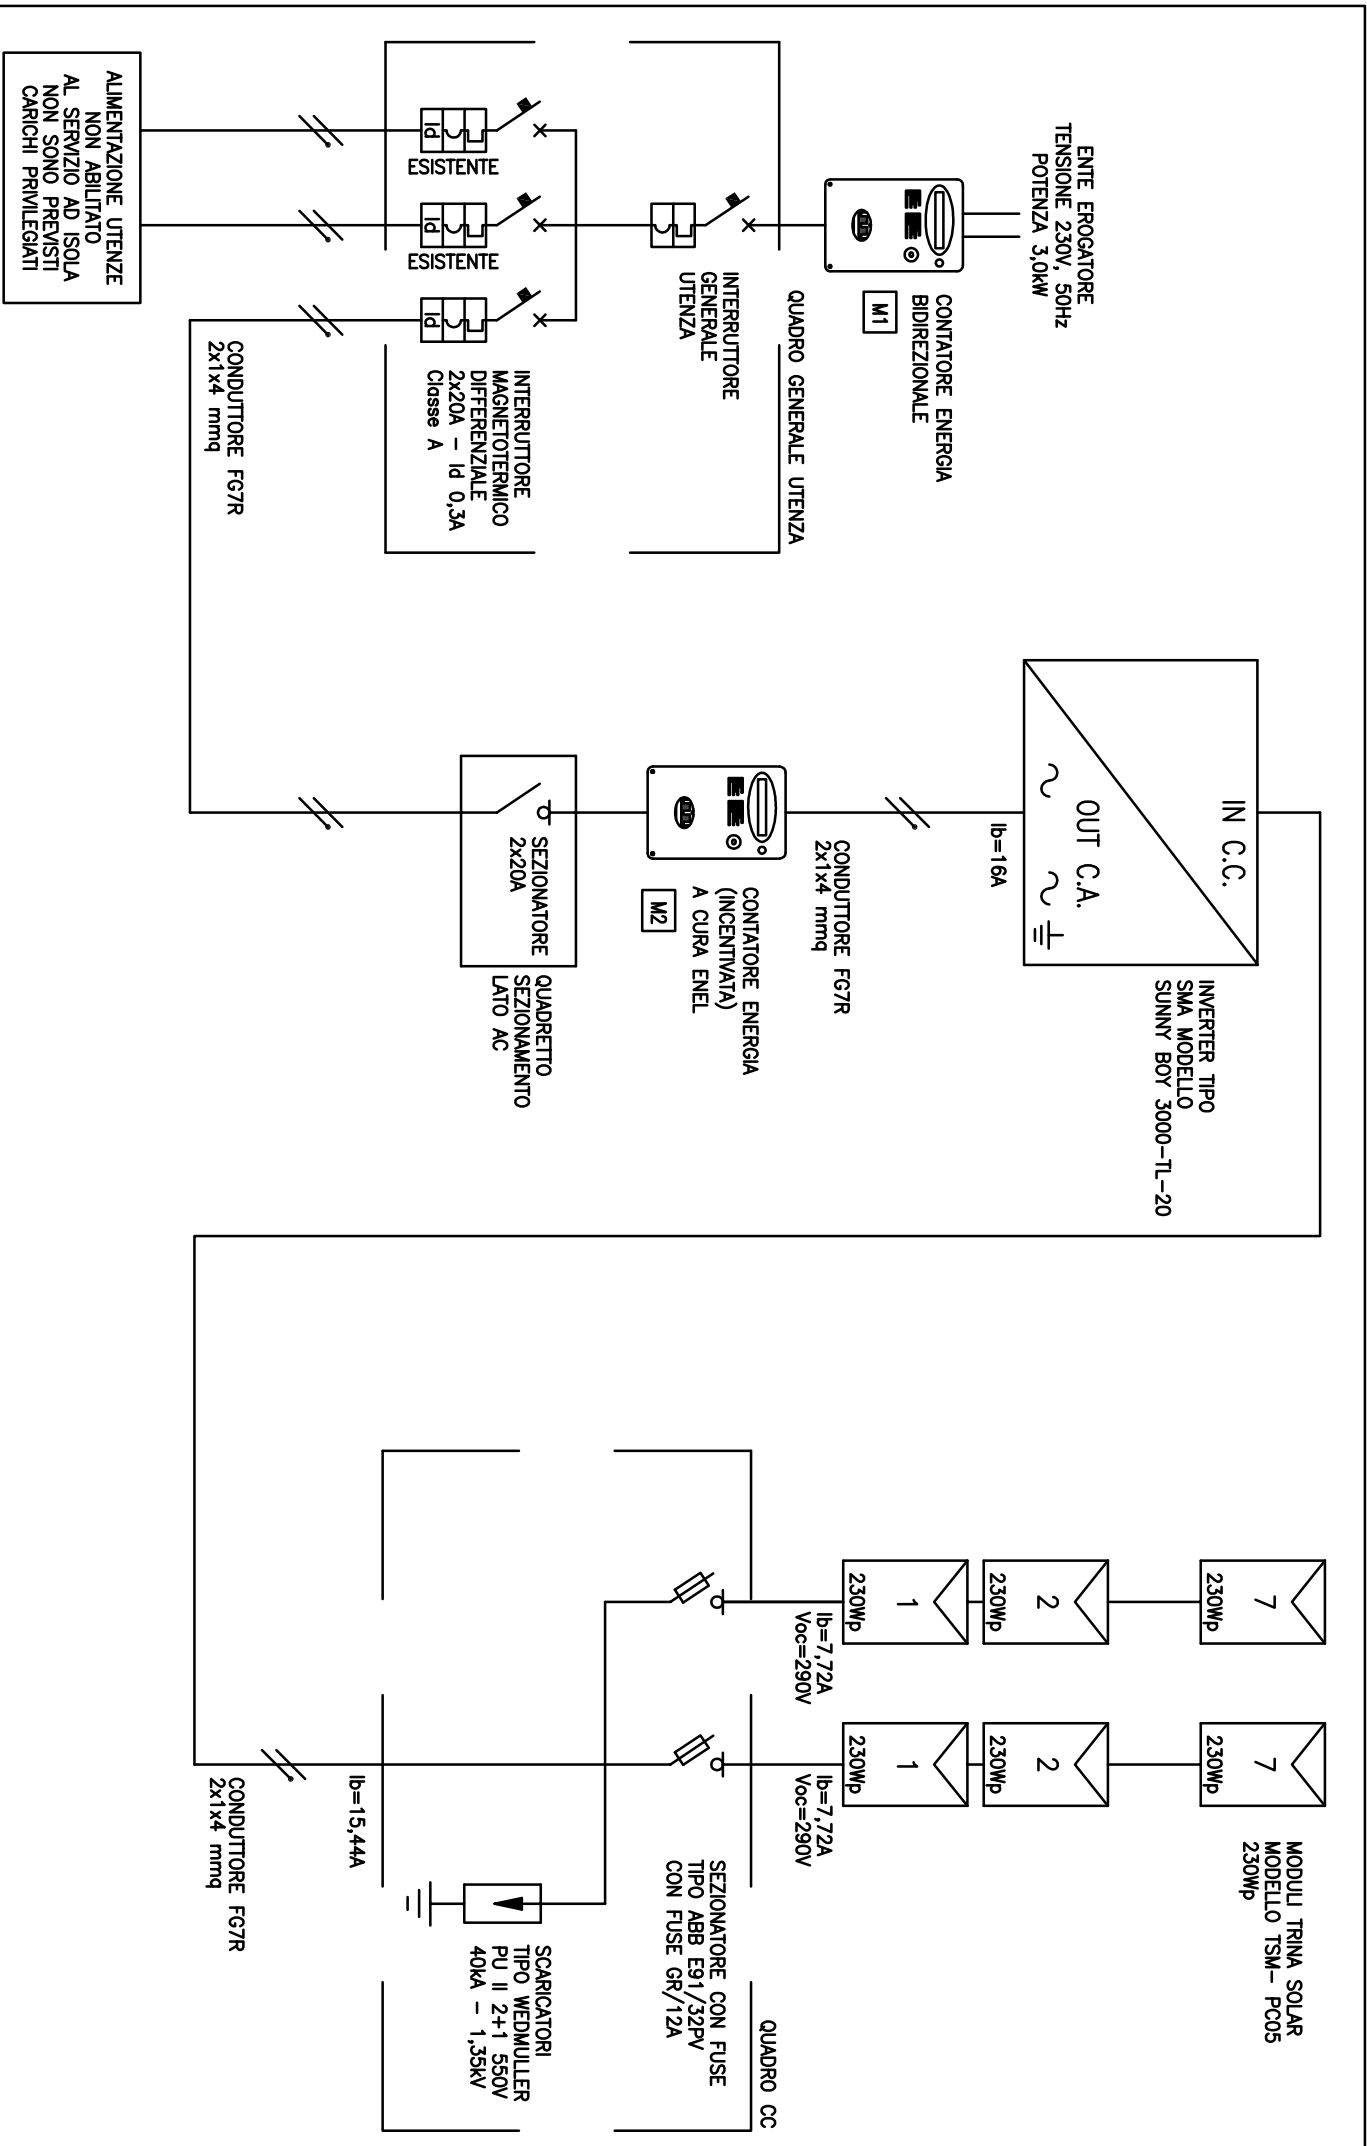 MODULI TRINA SOLAR
MODELLO TSM- PC05
230Wp
7
230Wp
7
230Wp
2
230Wp
2
230Wp
1
230Wp
1
230Wp
Ib=7,72A
Voc=290V
Ib=7,72A
Voc=290V
QUADRO CC
SEZIONATORE CON FUSE
TIPO ABB E91/32PV
CON FUSE GR/12A
SCARICATORI
TIPO WEDMULLER
PU II 2+1 550V
40kA - 1,35kV
Ib=15,44A
CONDUTTORE FG7R
2x1x4 mmq
IN C.C.
OUT C.A.
INVERTER TIPO
SMA MODELLO
SUNNY BOY 3000-TL-20
Ib=16A
CONDUTTORE FG7R
2x1x4 mmq
CONTATORE ENERGIA
(INCENTIVATA)
A CURA ENEL
M2
SEZIONATORE
2x20A
QUADRETTO
SEZIONAMENTO
LATO AC
ENTE EROGATORE
TENSIONE 230V, 50Hz
POTENZA 3,0kW
CONTATORE ENERGIA
BIDIREZIONALE
M1
QUADRO GENERALE UTENZA
INTERRUTTORE
GENERALE
UTENZA
INTERRUTTORE
MAGNETOTERMICO
DIFFERENZIALE
2x20A - Id 0,3A
Classe A
Id
ESISTENTE
Id
ESISTENTE
Id
CONDUTTORE FG7R
2x1x4 mmq
ALIMENTAZIONE UTENZE
NON ABILITATO
AL SERVIZIO AD ISOLA
NON SONO PREVISTI
CARICHI PRIVILEGIATI